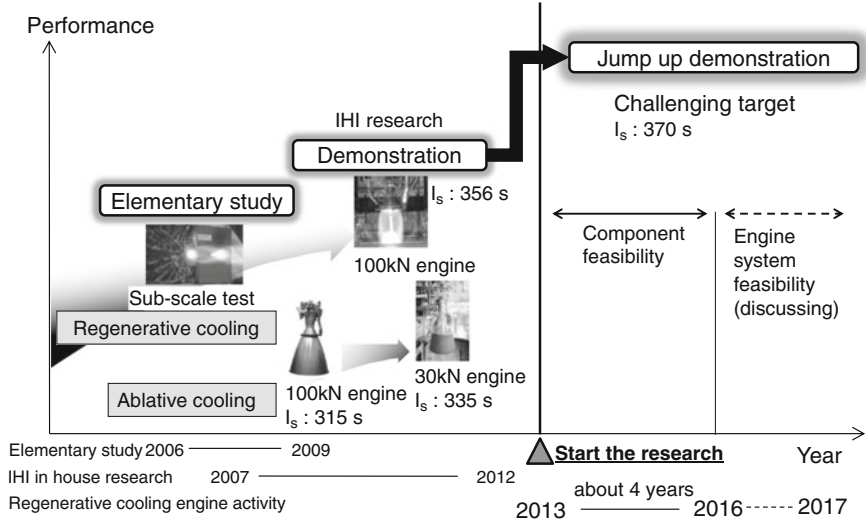 Performance
Jump up demonstration
IHI research
Challenging target
Is : 370 s
Demonstration
Is : 356 s
Elementary study
Component
feasibility
Engine
system
feasibility
(discussing)
100kN engine
Sub-scale test
Regenerative cooling
30kN engine
Is : 335 s
Ablative cooling
100kN engine
Is : 315 s
Elementary study 2006 2009
Start the research
Year
IHI in house research 2007 2012
Regenerative cooling engine activity
about 4 years
2013 2016 2017